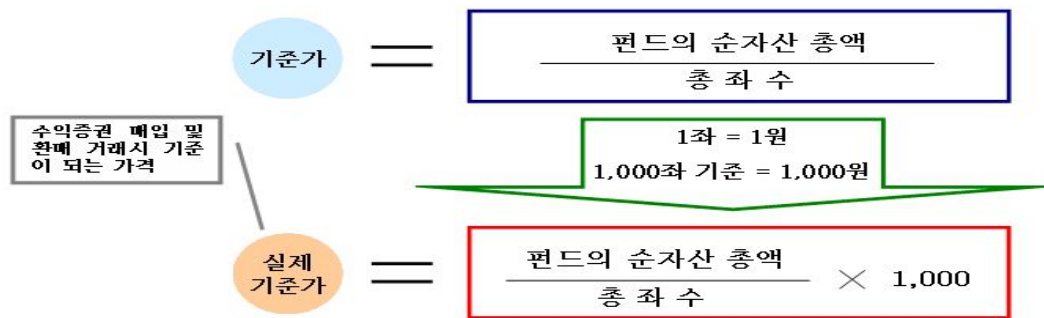 기준가
펀드의 순자산 총액
총 좌 수
수익증권 매입 및
환매 거래시 기준
이 되는 가격
1좌 = 1원
1,000좌 기준 = 1,000원
실제
기준가
펀드의 순자산 총액
총 좌 수
× 1,000